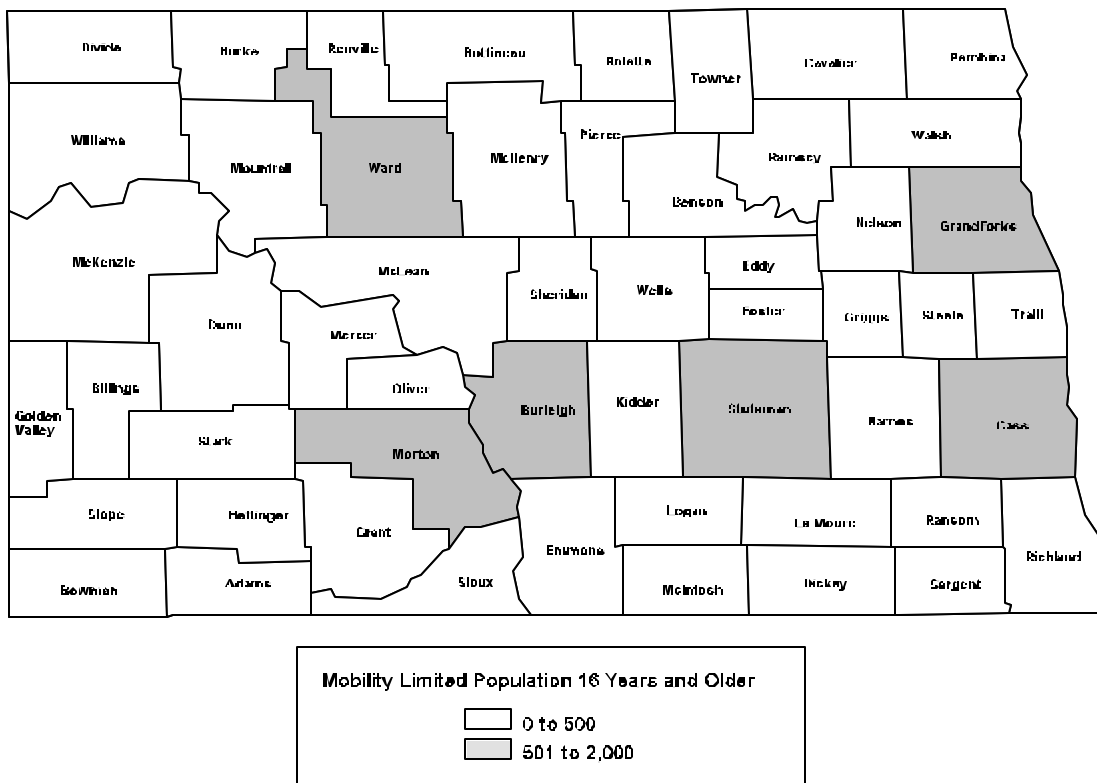 Divide
Burke
Renville
Bottineau
Rolette
Towner
Cavalier
Pembina
Williams
Mountrail
Ward
McHenry
Pierce
Benson
Ramsey
Walsh
Nelson
Grand Forks
McKenzie
Dunn
McLean
Mercer
Oliver
Sheridan
Wells
Eddy
Foster
Griggs
Steele
Traill
Golden
Valley
Billings
Stark
Morton
Burleigh
Kidder
Stutsman
Barnes
Cass
Slope
Hettinger
Grant
Bowman
Adams
Sioux
Emmons
Logan
La Moure
Ransom
Richland
McIntosh
Dickey
Sargent
Mobility Limited Population 16 Years and Older
0 to 500
501 to 2,000